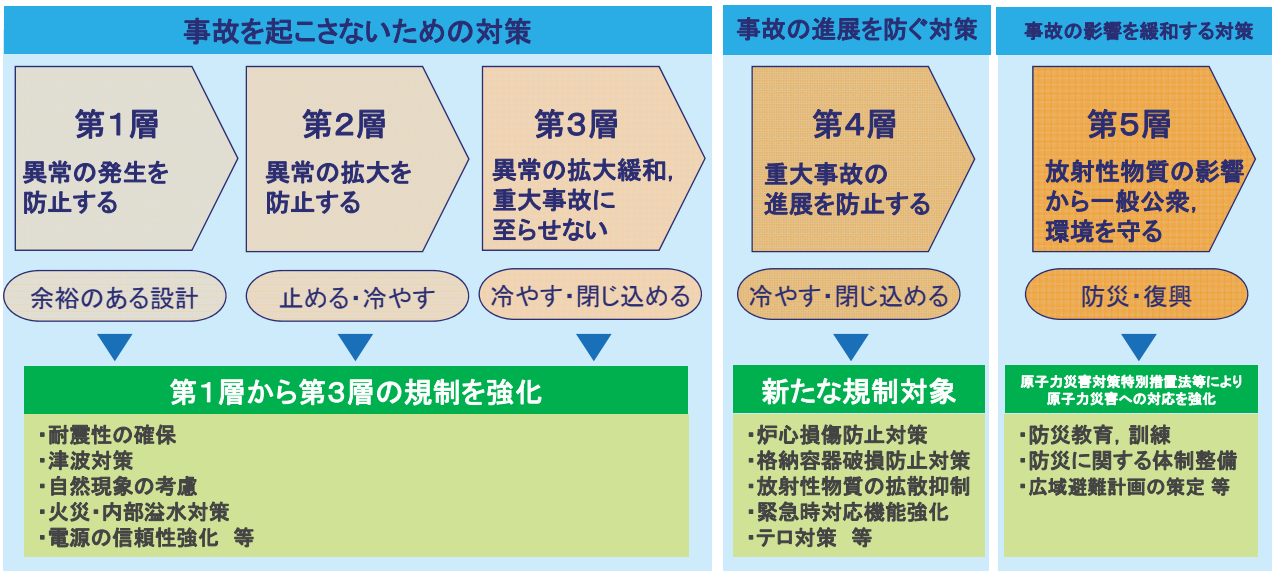 事故を起こさないための対策
第１層
異常の発生を
防止する
第２層
異常の拡大を
防止する
第３層
異常の拡大緩和,
重大事故に
至らせない
余裕のある設計
止める・冷やす
冷やす・閉じ込める
第１層から第３層の規制を強化
・耐震性の確保
・津波対策
・自然現象の考慮
・火災・内部溢水対策
・電源の信頼性強化　等
事故の進展を防ぐ対策
第４層
重大事故の
進展を防止する
冷やす・閉じ込める
新たな規制対象
・炉心損傷防止対策
・格納容器破損防止対策
・放射性物質の拡散抑制
・緊急時対応機能強化
・テロ対策　等
事故の影響を緩和する対策
第５層
放射性物質の影響
から一般公衆,
環境を守る
防災・復興
原子力災害対策特別措置法等により
原子力災害への対応を強化
・防災教育, 訓練
・防災に関する体制整備
・広域避難計画の策定 等